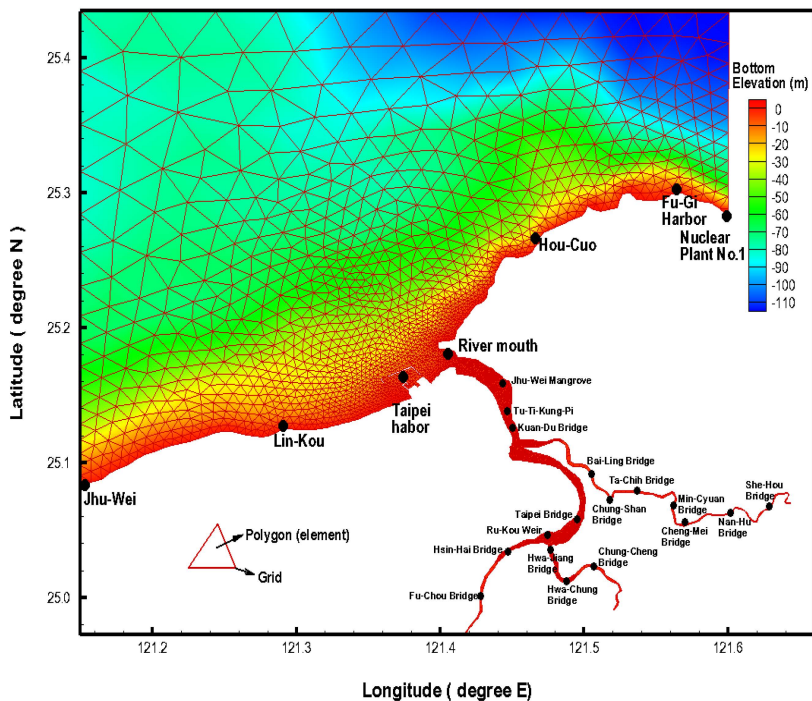 25.4
25.3
25.2
25.1
25.0
Latitude ( degree N)
121.2
121.3
121.4
121.5
121.6
Longitude ( degree E)
Bottom
Elevation (m)
0
-10
-20
-30
-40
-50
-60
-70
-80
-90
-100
-110
Fu-Gi
Harbor
Nuclear
Plant No.1
Hou-Cuo
River mouth
Taipei
habor
Lin-Kou
Jhu-Wei
Jhu-Wei Mangrove
Tu-Ti-Kung-Pi
Kuan-Du Bridge
Bai-Ling Bridge
Ta-Chih Bridge
She-Hou
Bridge
Min-Cyuan
Bridge
Chung-Shan
Bridge
Cheng-Mei
Bridge
Nan-Hu
Bridge
Taipei Bridge
Ru-Kou Weir
Hsin-Hai Bridge
Hwa-Jiang
Bridg
Chung-Cheng
Bridge
Hwa-Chung
Bridge
Fu-Chou Bridge
Polygon (element)
Grid